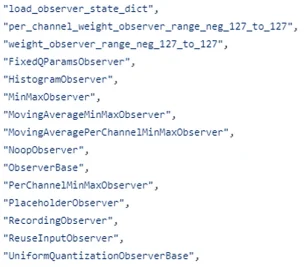 "load_observer_state_dict",
"per_channel_weight_observer_range_neg_127_to_127",
"weight_observer_range_neg_127_to_127",
"FixedQParamsObserver",
"HistogramObserver",
"MinMaxObserver",
"MovingAverageMinMaxObserver",
"MovingAveragePerChannelMinMaxObserver",
"NoopObserver",
"ObserverBase",
"PerChannelMinMaxObserver",
"PlaceholderObserver",
"RecordingObserver",
"ReuseInputObserver",
"UniformQuantizationObserverBase",